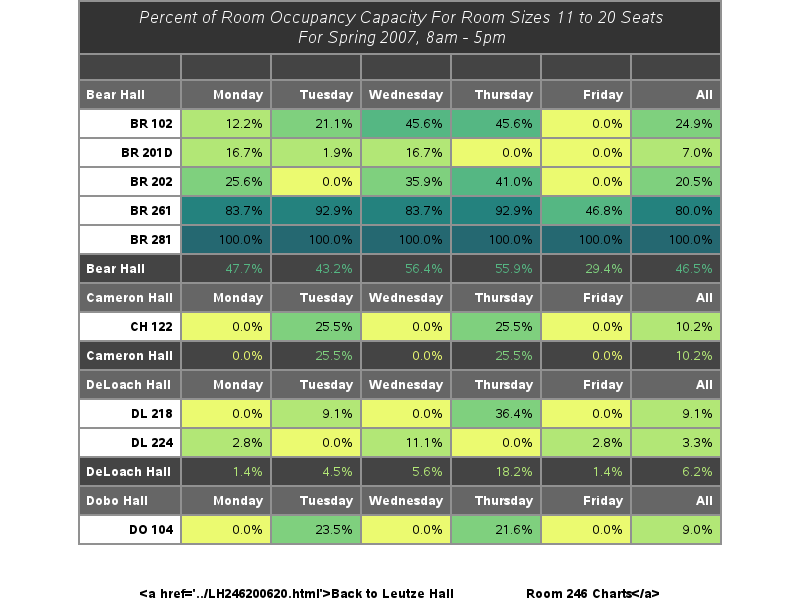 Percent of Room Occupancy Capacity For Room Sizes 11 to 20 Seats
For Spring 2007, 8am - 5pm
Bear Hall Monday Tuesday Wednesday Thursday Friday All
BR 102 12.2% 21.1% 45.6% 45.6% 0.0% 24.9%
BR 201D 16.7% 1.9% 16.7% 0.0% 0.0% 7.0%
BR 202 25.6% 0.0% 35.9% 41.0% 0.0% 20.5%
BR 261 83.7% 92.9% 83.7% 92.9% 46.8% 80.0%
BR 281 100.0% 100.0% 100.0% 100.0% 100.0% 100.0%
Bear Hall 47.7% 43.2% 56.4% 55.9% 29.4% 46.5%
Cameron Hall Monday Tuesday Wednesday Thursday Friday All
CH 122 0.0% 25.5% 0.0% 25.5% 0.0% 10.2%
Cameron Hall 0.0% 25.5% 0.0% 25.5% 0.0% 10.2%
DeLoach Hall Monday Tuesday Wednesday Thursday Friday All
DL 218 0.0% 9.1% 0.0% 36.4% 0.0% 9.1%
DL 224 2.8% 0.0% 11.1% 0.0% 2.8% 3.3%
DeLoach Hall 1.4% 4.5% 5.6% 18.2% 1.4% 6.2%
Dobo Hall Monday Tuesday Wednesday Thursday Friday All
DO 104 0.0% 23.5% 0.0% 21.6% 0.0% 9.0%
<a href='../LH246200620.html'>Back to Leutze Hall Room 246 Charts</a>